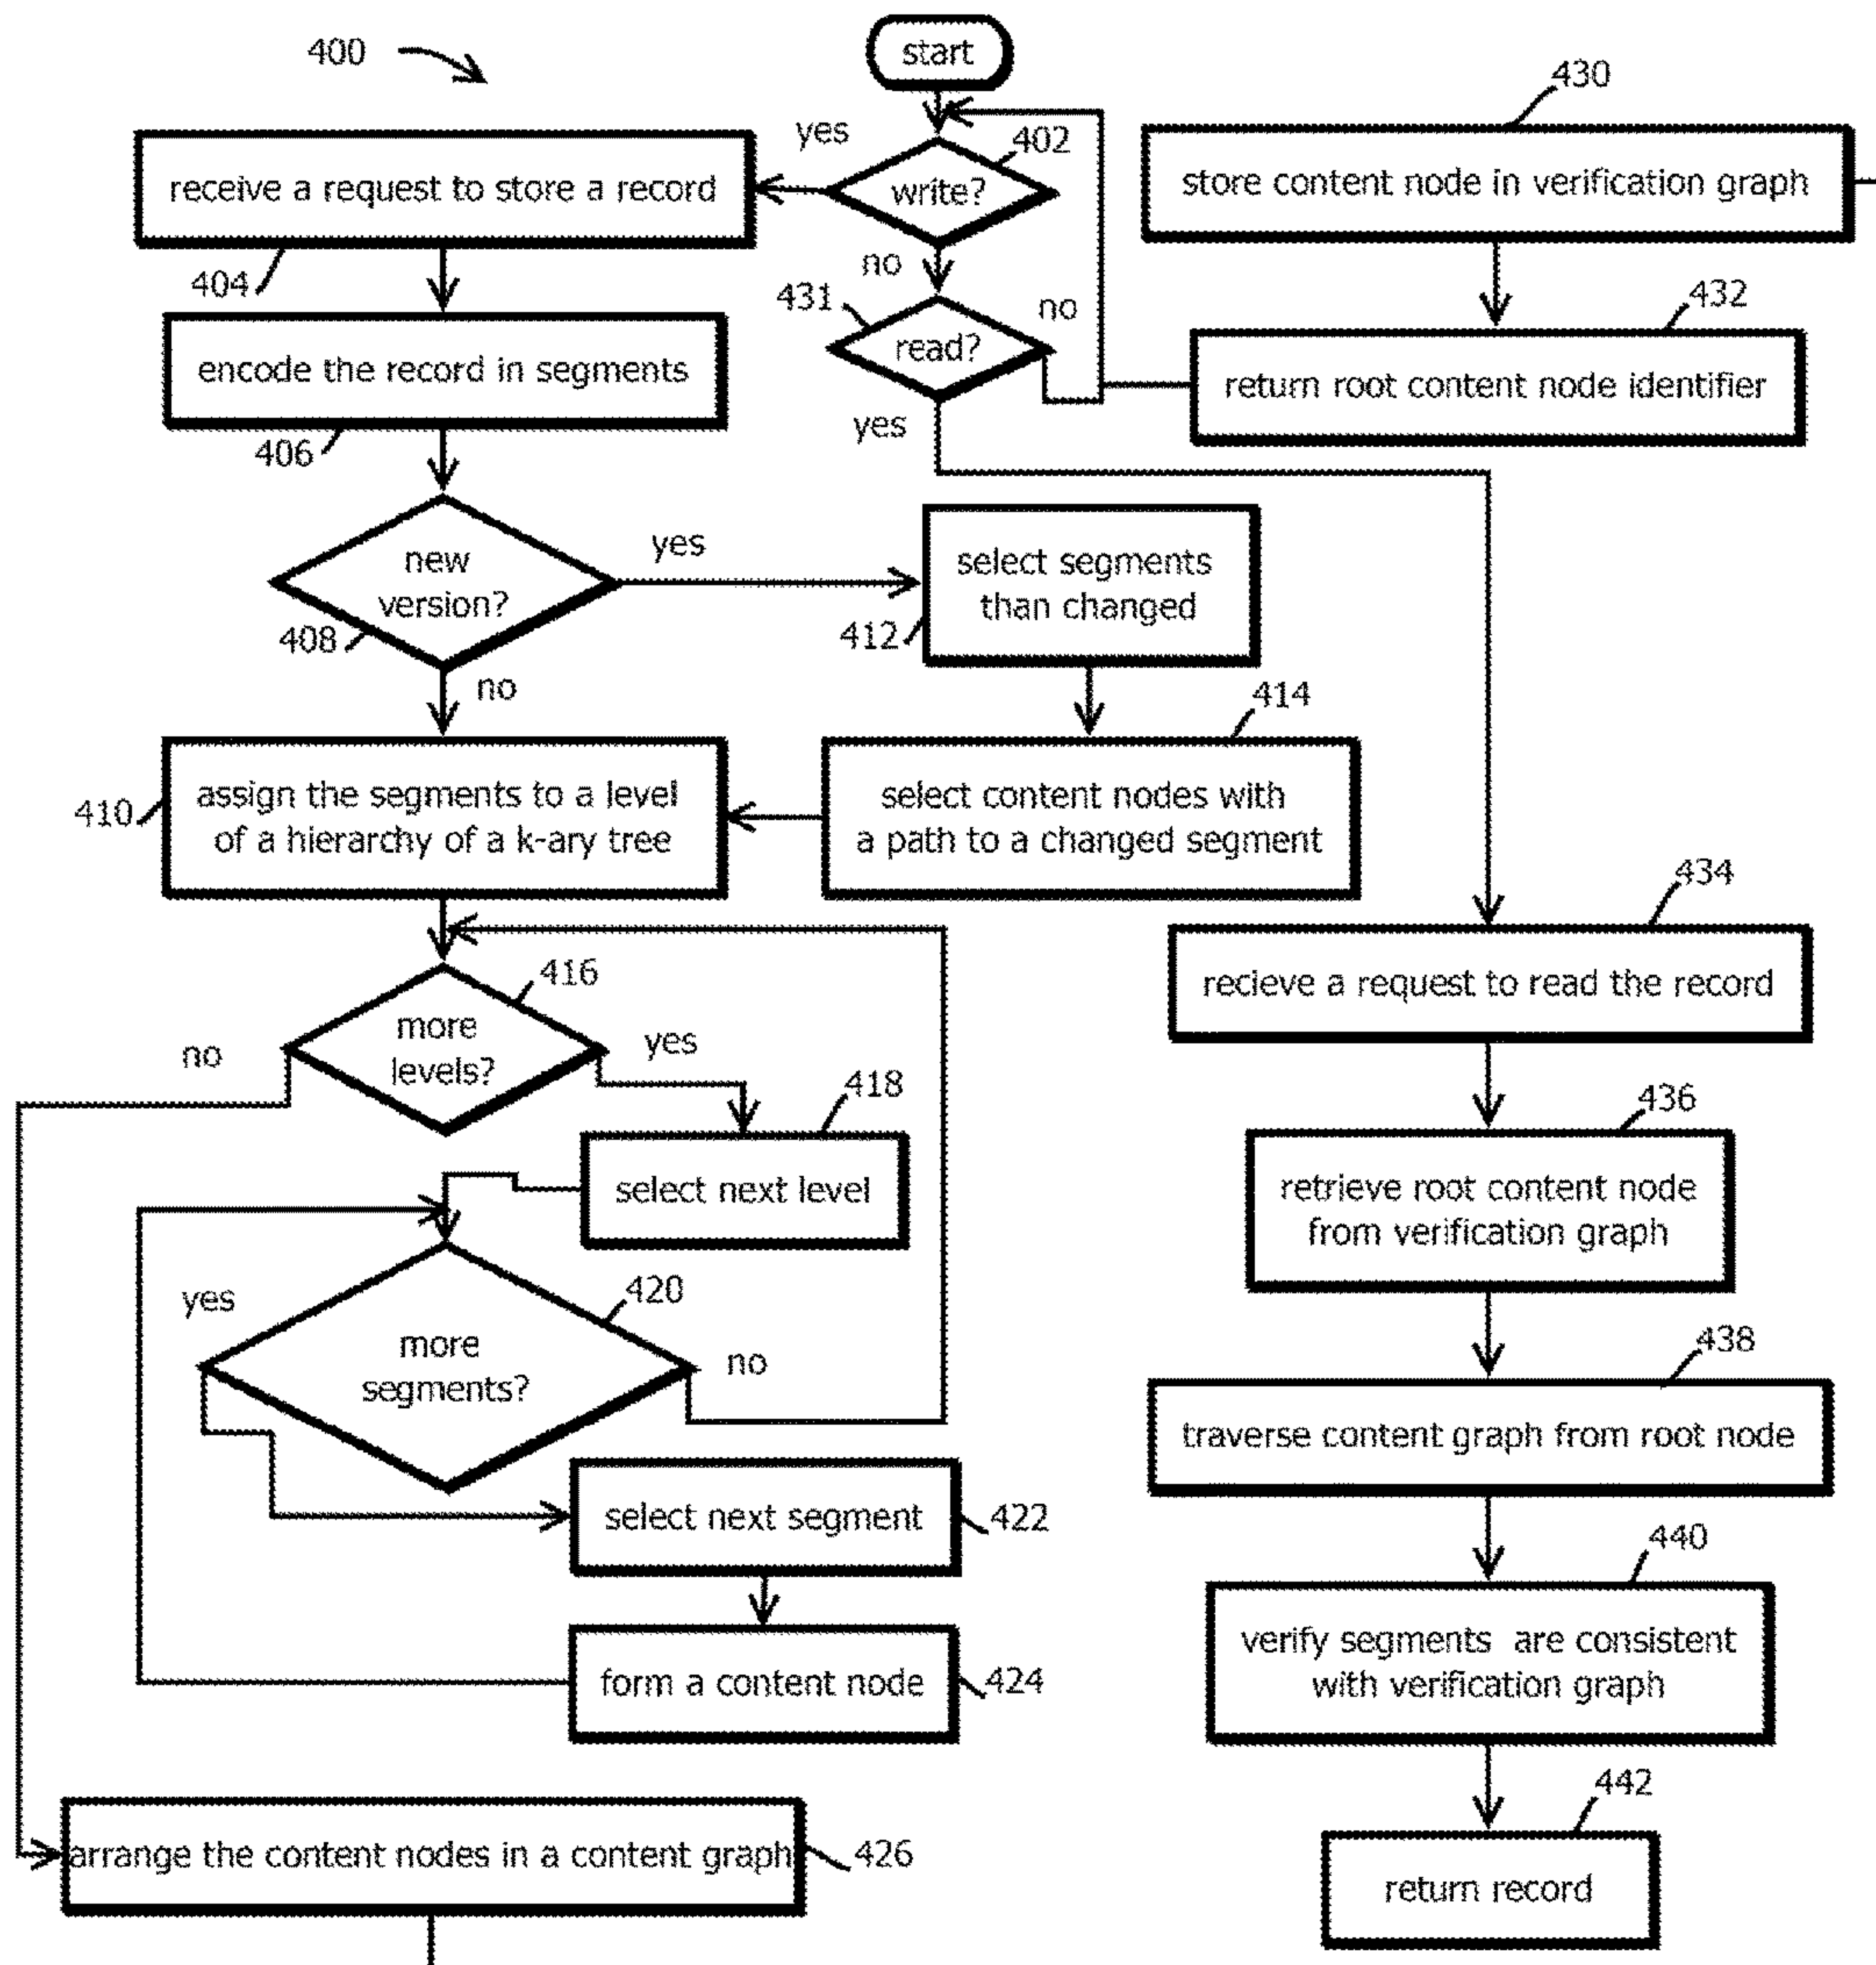 400
start
430
yes
402
receive a request to store a record
write?
store content node in verification graph
404
no
431
no
432
encode the record in segments
read?
return root content node identifier
406
yes
new
version?
yes
select segments
than changed
408
412
no
414
assign the segments to a level
of a hierarchy of a k-ary tree
410
select content nodes with
a path to a changed segment
434
416
recieve a request to read the record
more
levels?
no
yes
418
436
select next level
retrieve root content node
from verification graph
420
yes
more
segments?
no
438
traverse content graph from root node
select next segment
422
440
verify segments are consistent
with verification graph
form a content node
424
442
arrange the content nodes in a content graph
426
return record